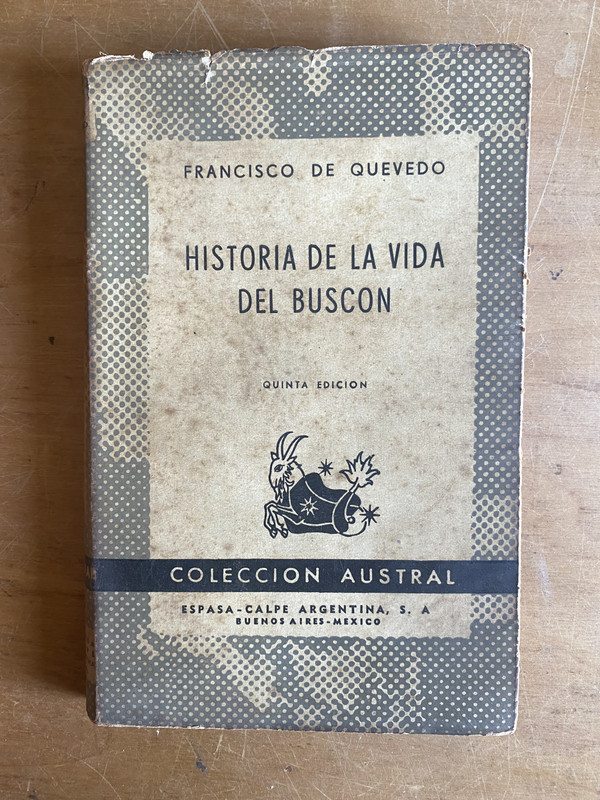 FRANCISCO DE QUEVEDO
HISTORIA DE LA VIDA
DEL BUSCON
QUINTA EDICION
COLECCION AUSTRAL
ESPASA-CALPE ARGENTINA, S. A
BUENOS AIRES-MEXICO